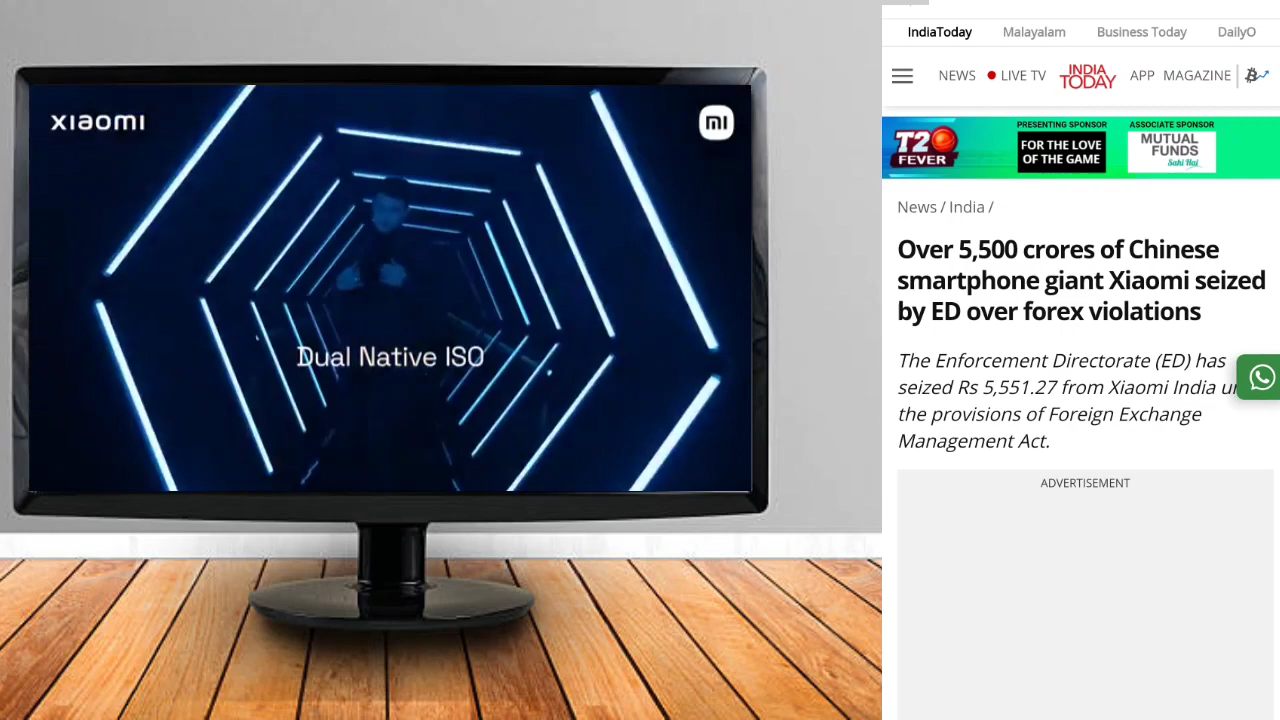 xiaomi
mi
Dual Native ISO
IndiaToday Malayalam Business Today DailyO
NEWS LIVE TV INDIA TODAY APP MAGAZINE
PRESENTING SPONSOR ASSOCIATE SPONSOR
T20 FEVER
FOR THE LOVE OF THE GAME
MUTUAL FUNDS
Sahi Hai
News / India /
Over 5,500 crores of Chinese
smartphone giant Xiaomi seized
by ED over forex violations
The Enforcement Directorate (ED) has
seized Rs 5,551.27 from Xiaomi India
the provisions of Foreign Exchange
Management Act.
ADVERTISEMENT